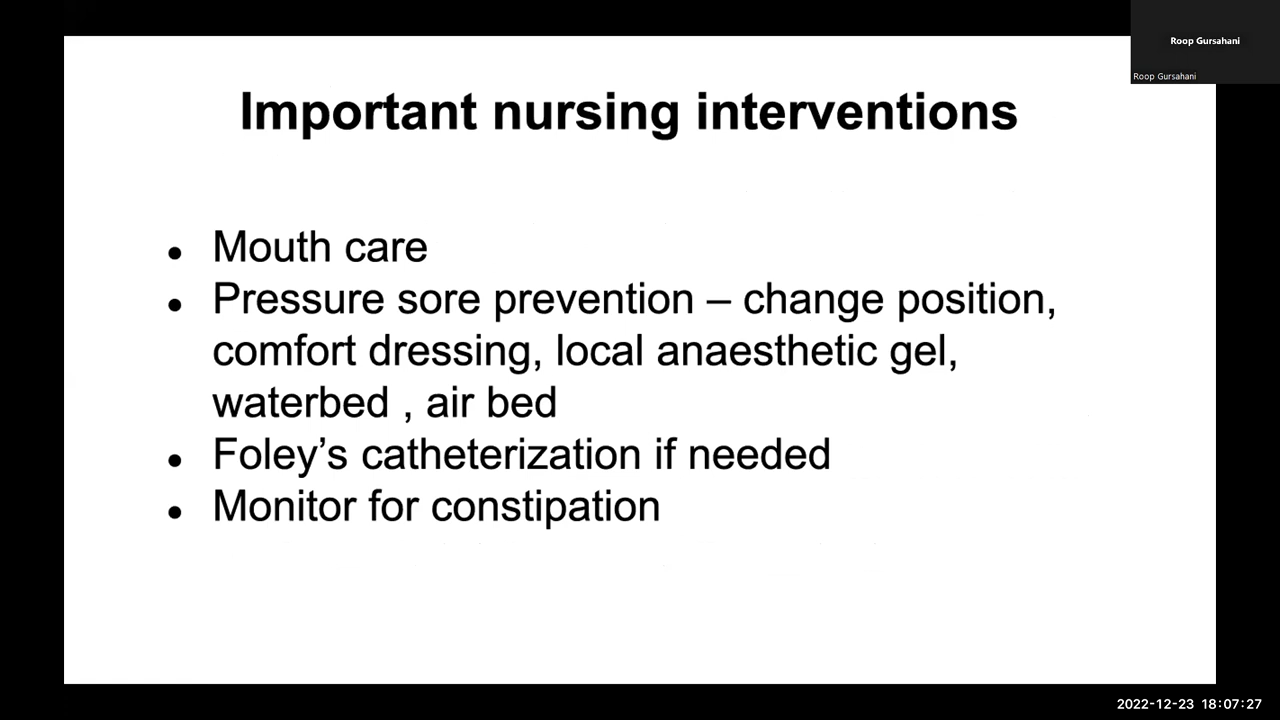 Roop Gursahani
Roop Gursahani
Important nursing interventions
● Mouth care
● Pressure sore prevention – change position,
comfort dressing, local anaesthetic gel,
waterbed , air bed
● Foley’s catheterization if needed
● Monitor for constipation
2022-12-23 18:07:27